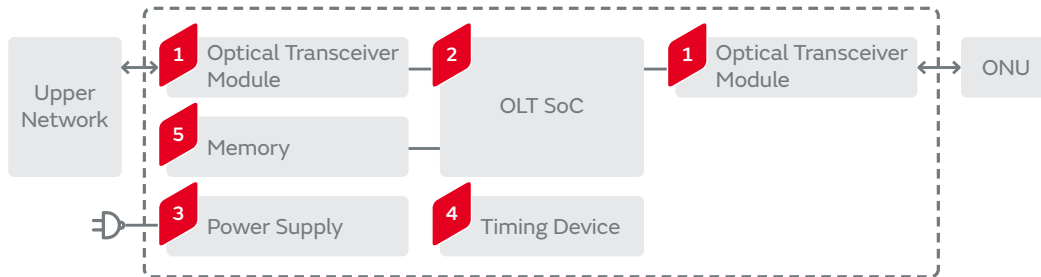 Upper
Network
1
Optical Transceiver
Module
2
OLT SoC
1
Optical Transceiver
Module
ONU
5
Memory
3
Power Supply
4
Timing Device